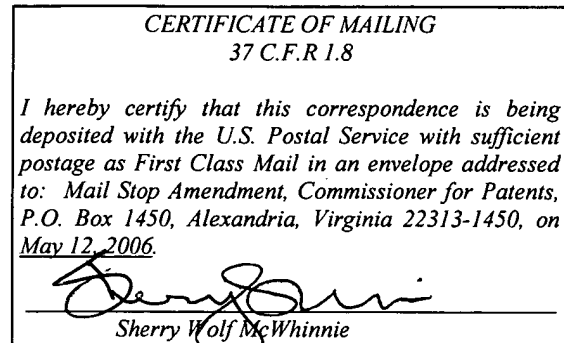 CERTIFICATE OF MAILING
37 C.F.R 1.8
I hereby certify that this correspondence is being
deposited with the U.S. Postal Service with sufficient
postage as First Class Mail in an envelope addressed
to: Mail Stop Amendment, Commissioner for Patents,
P.O. Box 1450, Alexandria, Virginia 22313-1450, on
May 12, 2006.
Sherry Wolf McWhinnie